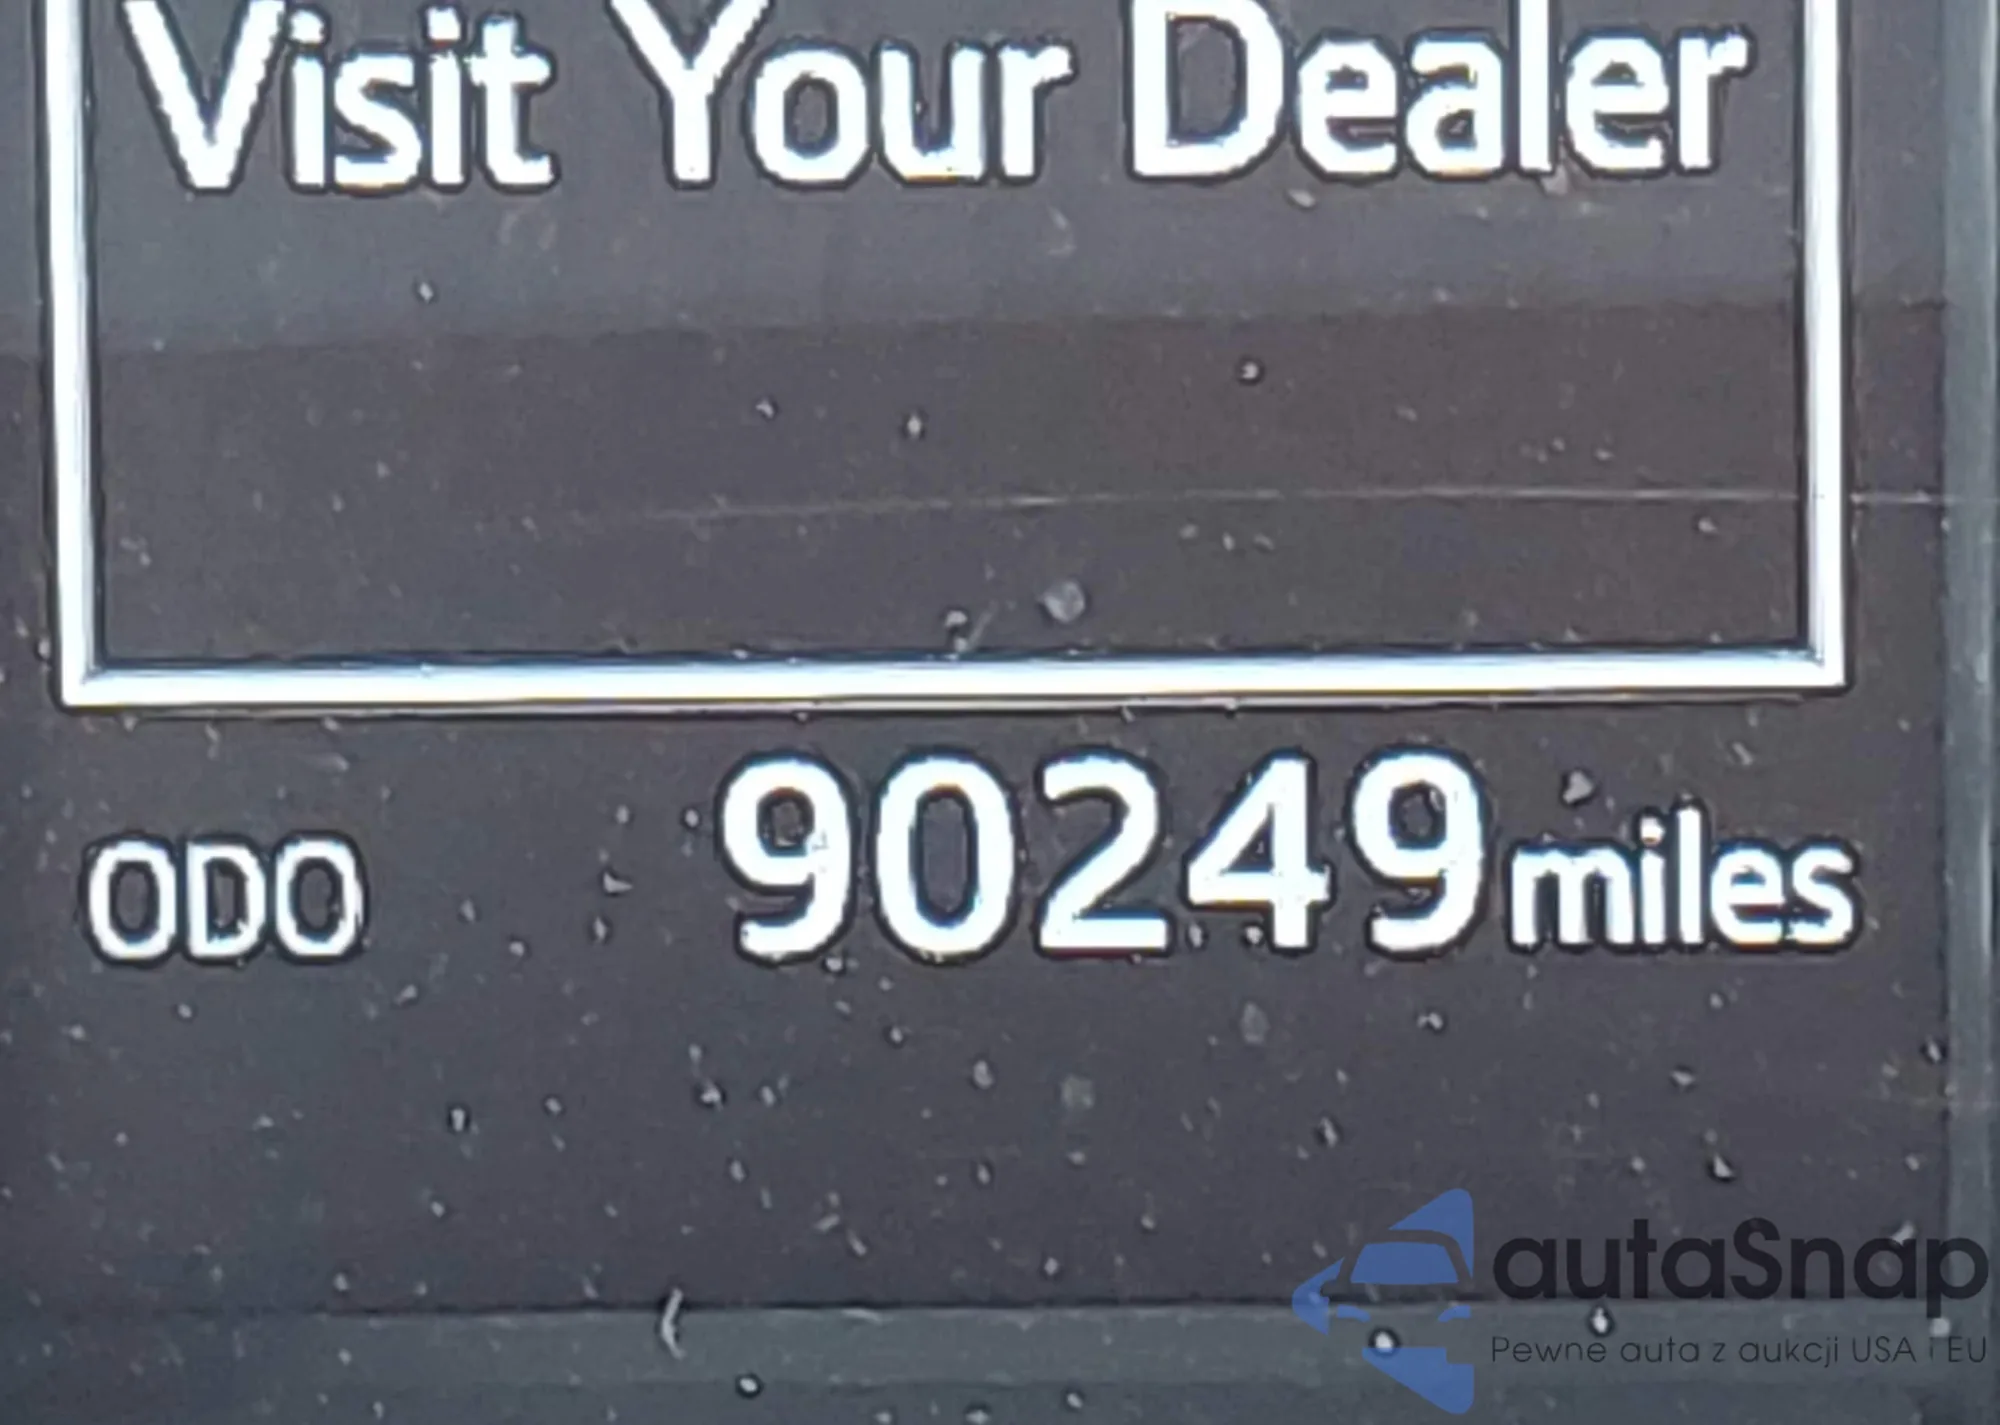 Visit Your Dealer
ODO 90249 miles
autaSnap
Pewne auta z aukcji USA i EU